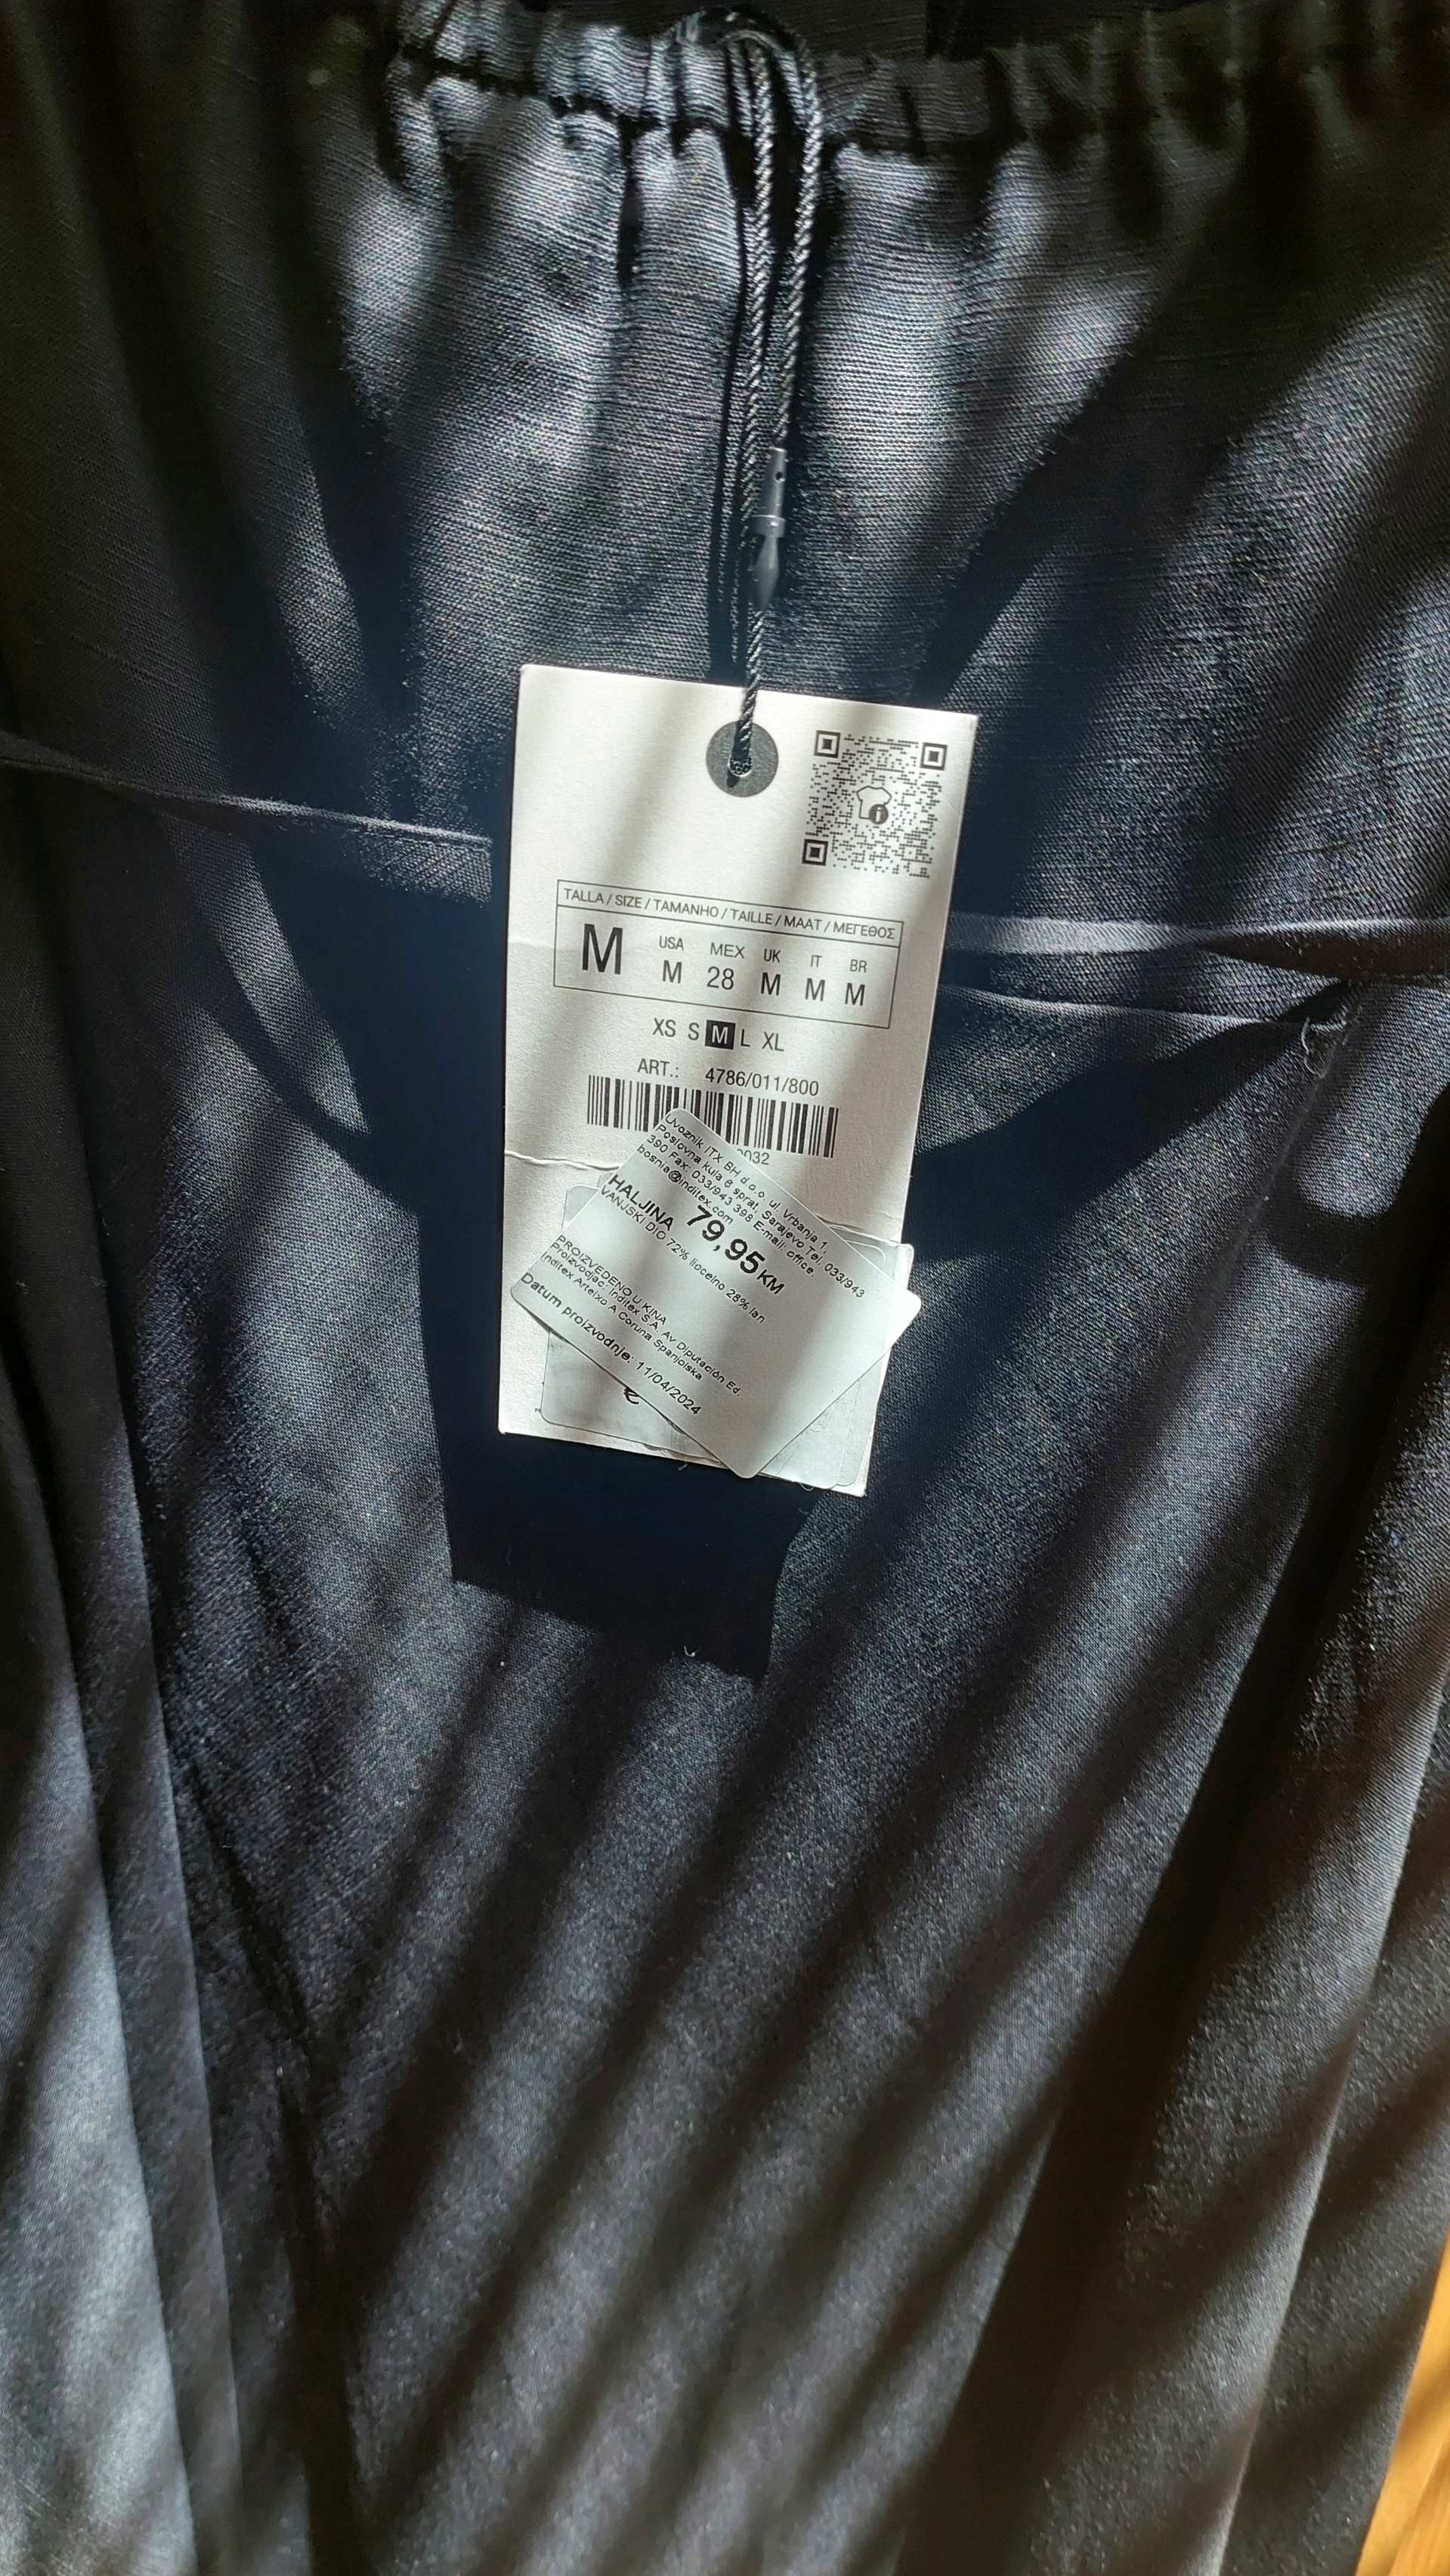 TALLA / SIZE / TAMANHO / TAILLE / MAAT / ΜΕΓΕΘΟΣ
M USA MEX UK IT BR
M 28 M M M
XS S M L XL
ART.: 4786/011/800
0032
Uvoznik ITX BH d.o.o. ul. Vrbanja 1,
Poslovna kula 6 sprat, Sarajevo Tel. 033/943
390 Fax: 033/943 398 E-mail: office.
bosnia@inditex.com
HALJINA 79,95 KM
VANJSKI DIO 72% liocelno 28% lan
PROIZVEDENO U KINA
Proizvodjac: Inditex S.A. Av Diputación Ed.
Inditex Arteixo A Coruna Spanjolska
Datum proizvodnje: 11/04/2024
€